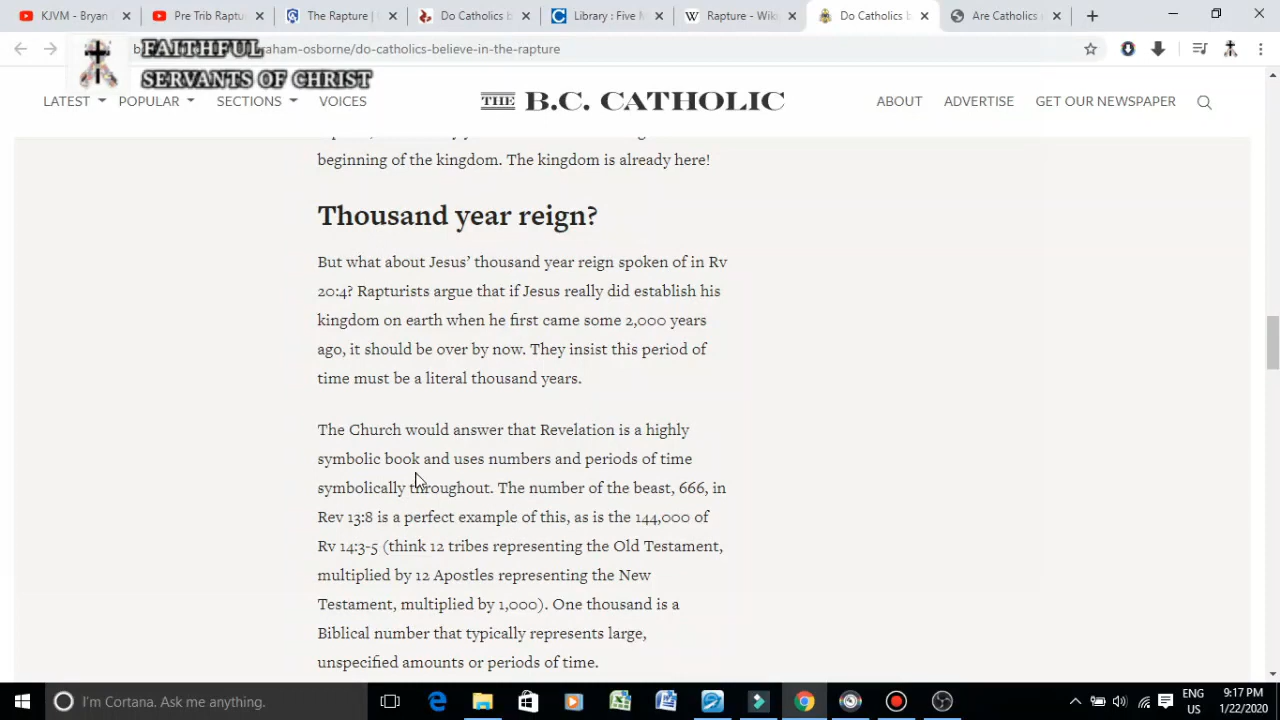 KJVM - Bryan
Pre Trib Raptu
The Rapture |
Do Catholics b
Library : Five M
Rapture - Wiki
Do Catholics b
Are Catholics
raham-osborne/do-catholics-believe-in-the-rapture
FAITHFUL
SERVANTS OF CHRIST
LATEST POPULAR SECTIONS VOICES
THE B.C. CATHOLIC
ABOUT ADVERTISE GET OUR NEWSPAPER
beginning of the kingdom. The kingdom is already here!
Thousand year reign?
But what about Jesus’ thousand year reign spoken of in Rv
20:4? Rapturists argue that if Jesus really did establish his
kingdom on earth when he first came some 2,000 years
ago, it should be over by now. They insist this period of
time must be a literal thousand years.
The Church would answer that Revelation is a highly
symbolic book and uses numbers and periods of time
symbolically throughout. The number of the beast, 666, in
Rev 13:8 is a perfect example of this, as is the 144,000 of
Rv 14:3-5 (think 12 tribes representing the Old Testament,
multiplied by 12 Apostles representing the New
Testament, multiplied by 1,000). One thousand is a
Biblical number that typically represents large,
unspecified amounts or periods of time.
I'm Cortana. Ask me anything.
ENG
US
9:17 PM
1/22/2020